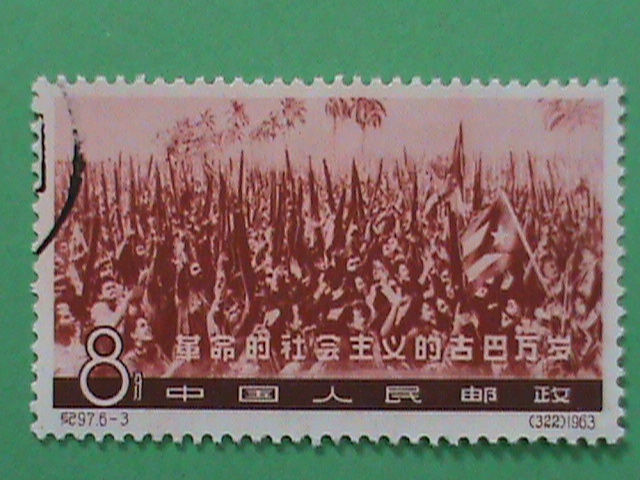 革命的社会主义的古巴万岁
8分 中国人民邮政
纪97.6-3 (322)1963